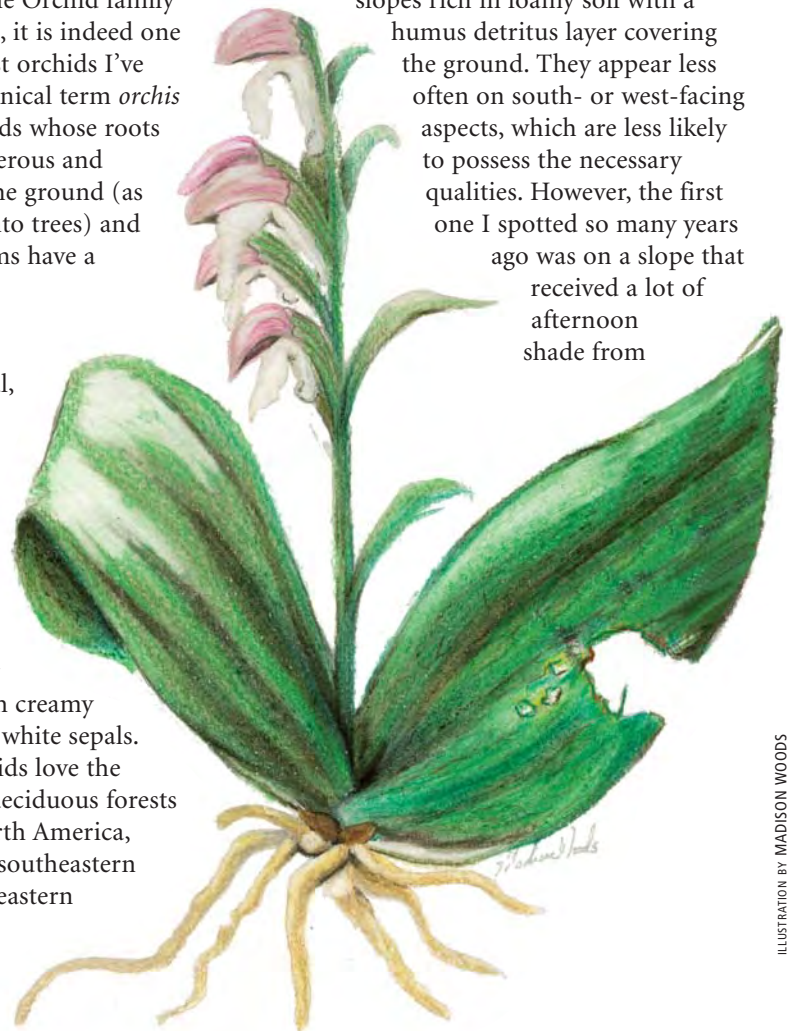 e Orchid family
, it is indeed one
st orchids I've
nical term orchis
ds whose roots
erous and
he ground (as
to trees) and
ns have a
l,
n creamy
white sepals.
ids love the
deciduous forests
rth America,
southeastern
eastern
slopes rich in loamy soil with a
humus detritus layer covering
the ground. They appear less
often on south- or west-facing
aspects, which are less likely
to possess the necessary
qualities. However, the first
one I spotted so many years
ago was on a slope that
received a lot of
afternoon
shade from
Madison Woods
ILLUSTRATION BY MADISON WOODS